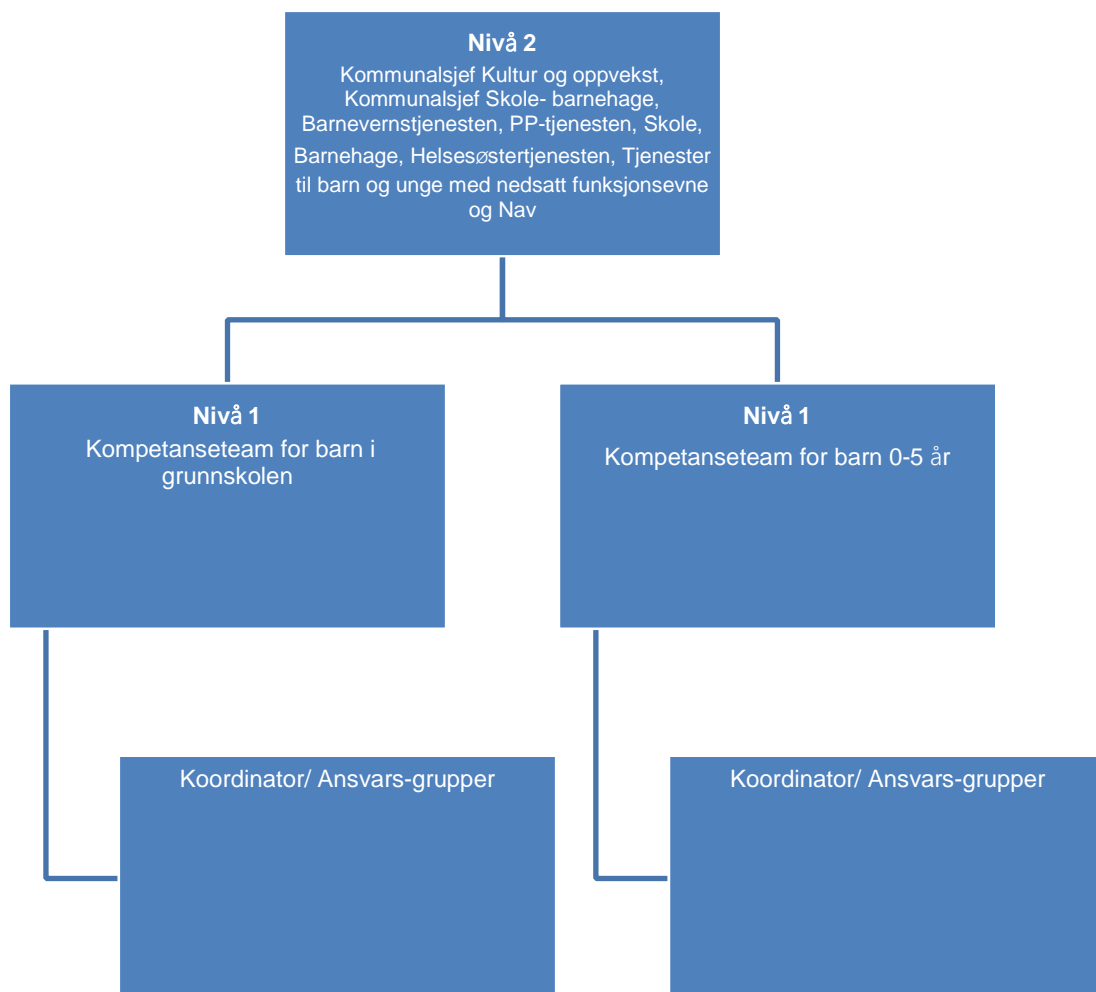 Nivå 2
Kommunalsjef Kultur og oppvekst,
Kommunalsjef Skole- barnehage,
Barnevernstjenesten, PP-tjenesten, Skole,
Barnehage, Helsesøstertjenesten, Tjenester
til barn og unge med nedsatt funksjonsevne
og Nav
Nivå 1
Kompetanseteam for barn i
grunnskolen
Nivå 1
Kompetanseteam for barn 0-5 år
Koordinator/ Ansvars-grupper
Koordinator/ Ansvars-grupper